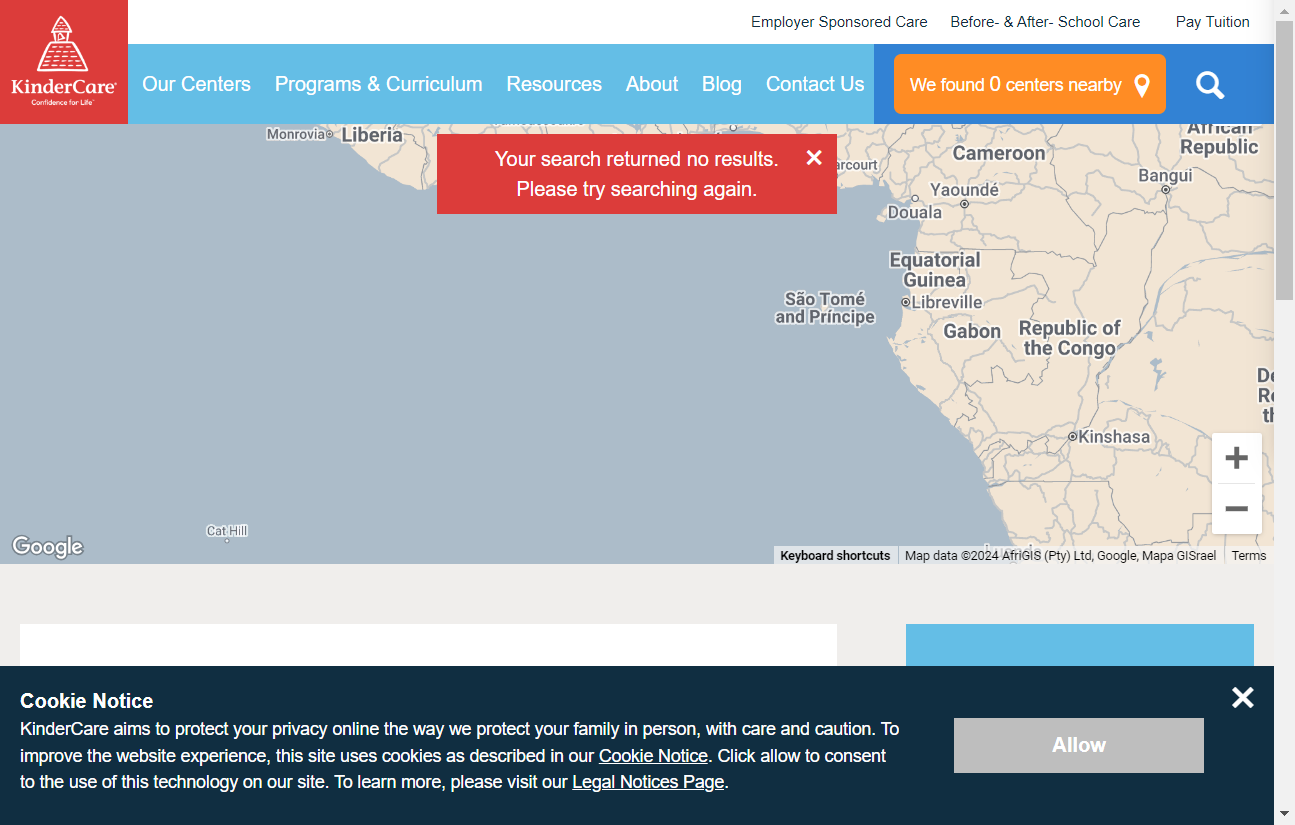 Employer Sponsored Care Before- & After- School Care Pay Tuition
KinderCare
Confidence for Life
Our Centers Programs & Curriculum Resources About Blog Contact Us
We found 0 centers nearby
Monrovia Liberia
Your search returned no results.
Please try searching again.
arcourt
African
Republic
Cameroon
Bangui
Yaoundé
Douala
Equatorial
Guinea
São Tomé
and Príncipe
Libreville
Gabon
Republic of
the Congo
Kinshasa
Cat Hill
Google
Keyboard shortcuts Map data ©2024 AfriGIS (Pty) Ltd, Google, Mapa GISrael Terms
Cookie Notice
KinderCare aims to protect your privacy online the way we protect your family in person, with care and caution. To
improve the website experience, this site uses cookies as described in our Cookie Notice. Click allow to consent
to the use of this technology on our site. To learn more, please visit our Legal Notices Page.
Allow